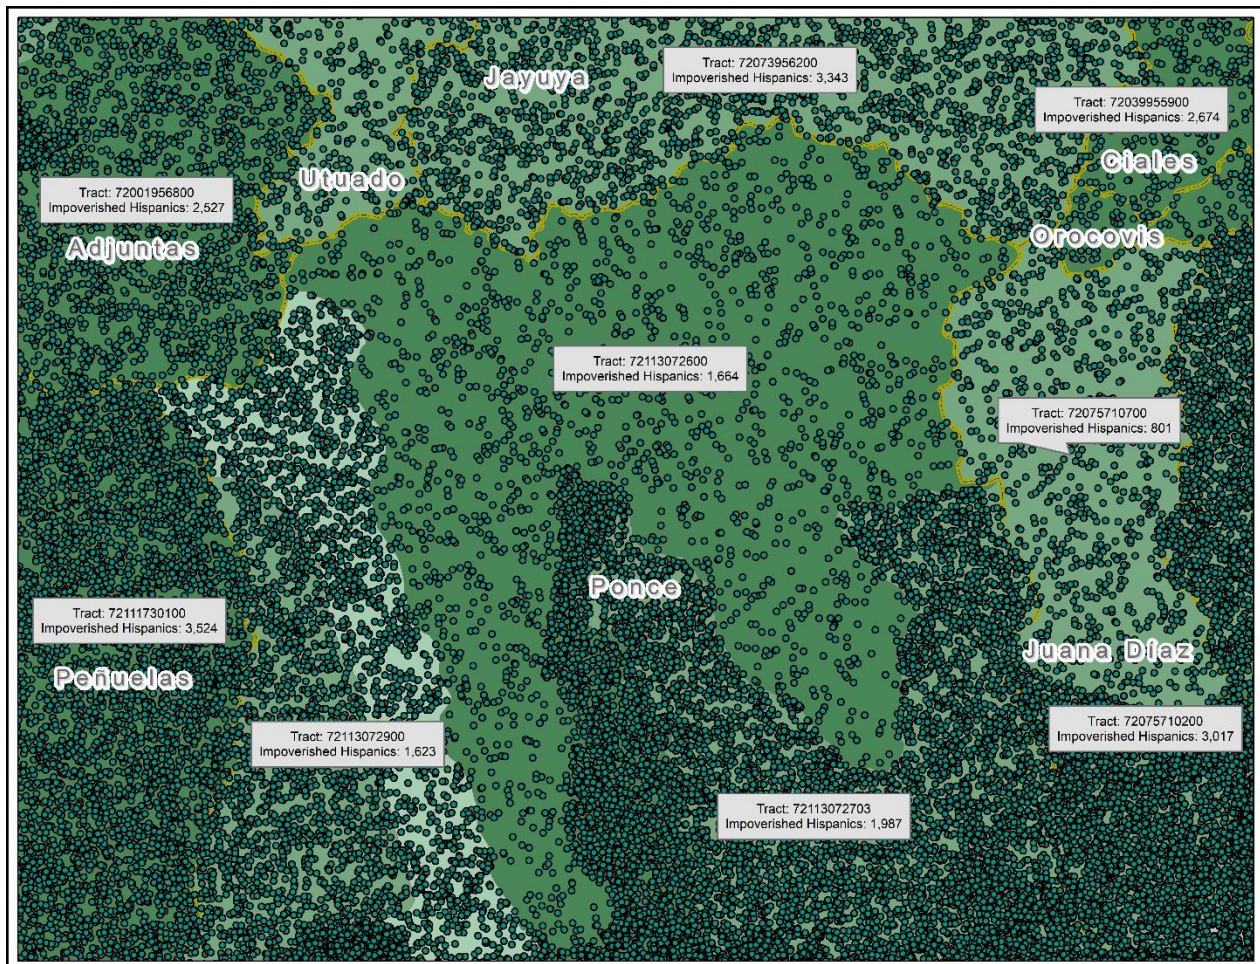 Jayuya
Tract: 72073956200
Impoverished Hispanics: 3,343
Tract: 72039955900
Impoverished Hispanics: 2,674
Ciales
Utuado
Tract: 72001956800
Impoverished Hispanics: 2,527
Adjuntas
Orocovis
Tract: 72113072600
Impoverished Hispanics: 1,664
Tract: 72075710700
Impoverished Hispanics: 801
Ponce
Tract: 72111730100
Impoverished Hispanics: 3,524
Peñuelas
Juana Díaz
Tract: 72113072900
Impoverished Hispanics: 1,623
Tract: 72075710200
Impoverished Hispanics: 3,017
Tract: 72113072703
Impoverished Hispanics: 1,987